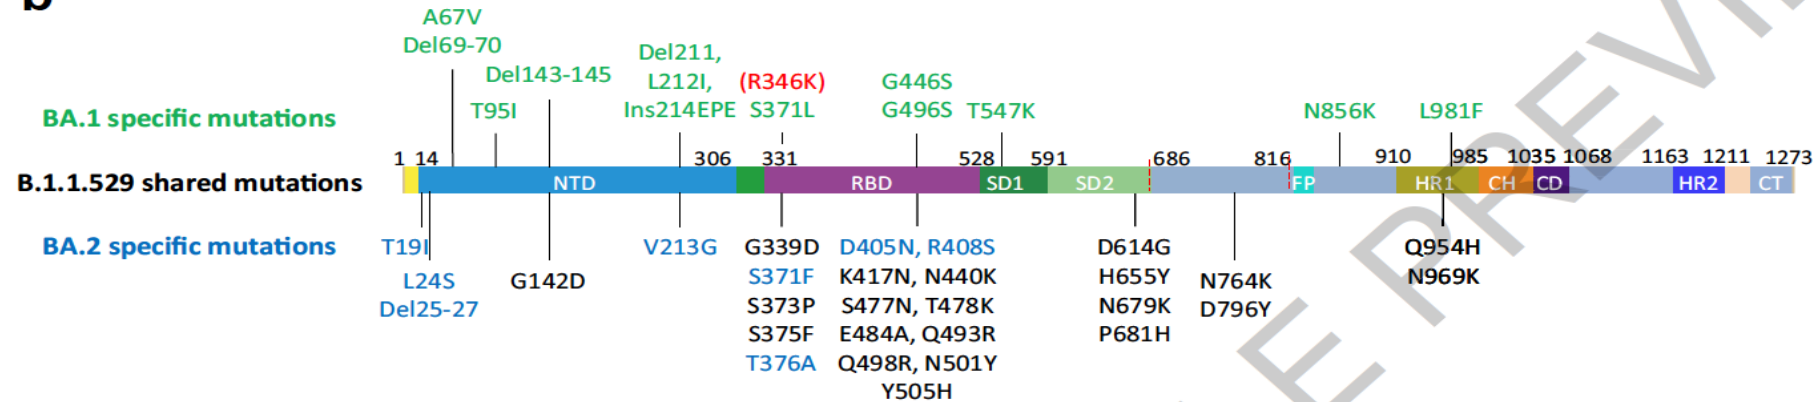 b
A67V
Del69-70
Del143-145
Del211,
L212I,
Ins214EPE
(R346K)
S371L
G446S
G496S
T95I
T547K
N856K
L981F
BA.1 specific mutations
1 14 306 331 528 591 686 816 910 985 1035 1068 1163 1211 1273
B.1.1.529 shared mutations
NTD RBD SD1 SD2 FP HR1 CH CD HR2 CT
BA.2 specific mutations
T19I
L24S
Del25-27
G142D
V213G
G339D
S371F
S373P
S375F
T376A
D405N, R408S
K417N, N440K
S477N, T478K
E484A, Q493R
Q498R, N501Y
Y505H
D614G
H655Y
N679K
P681H
N764K
D796Y
Q954H
N969K
E PREVI